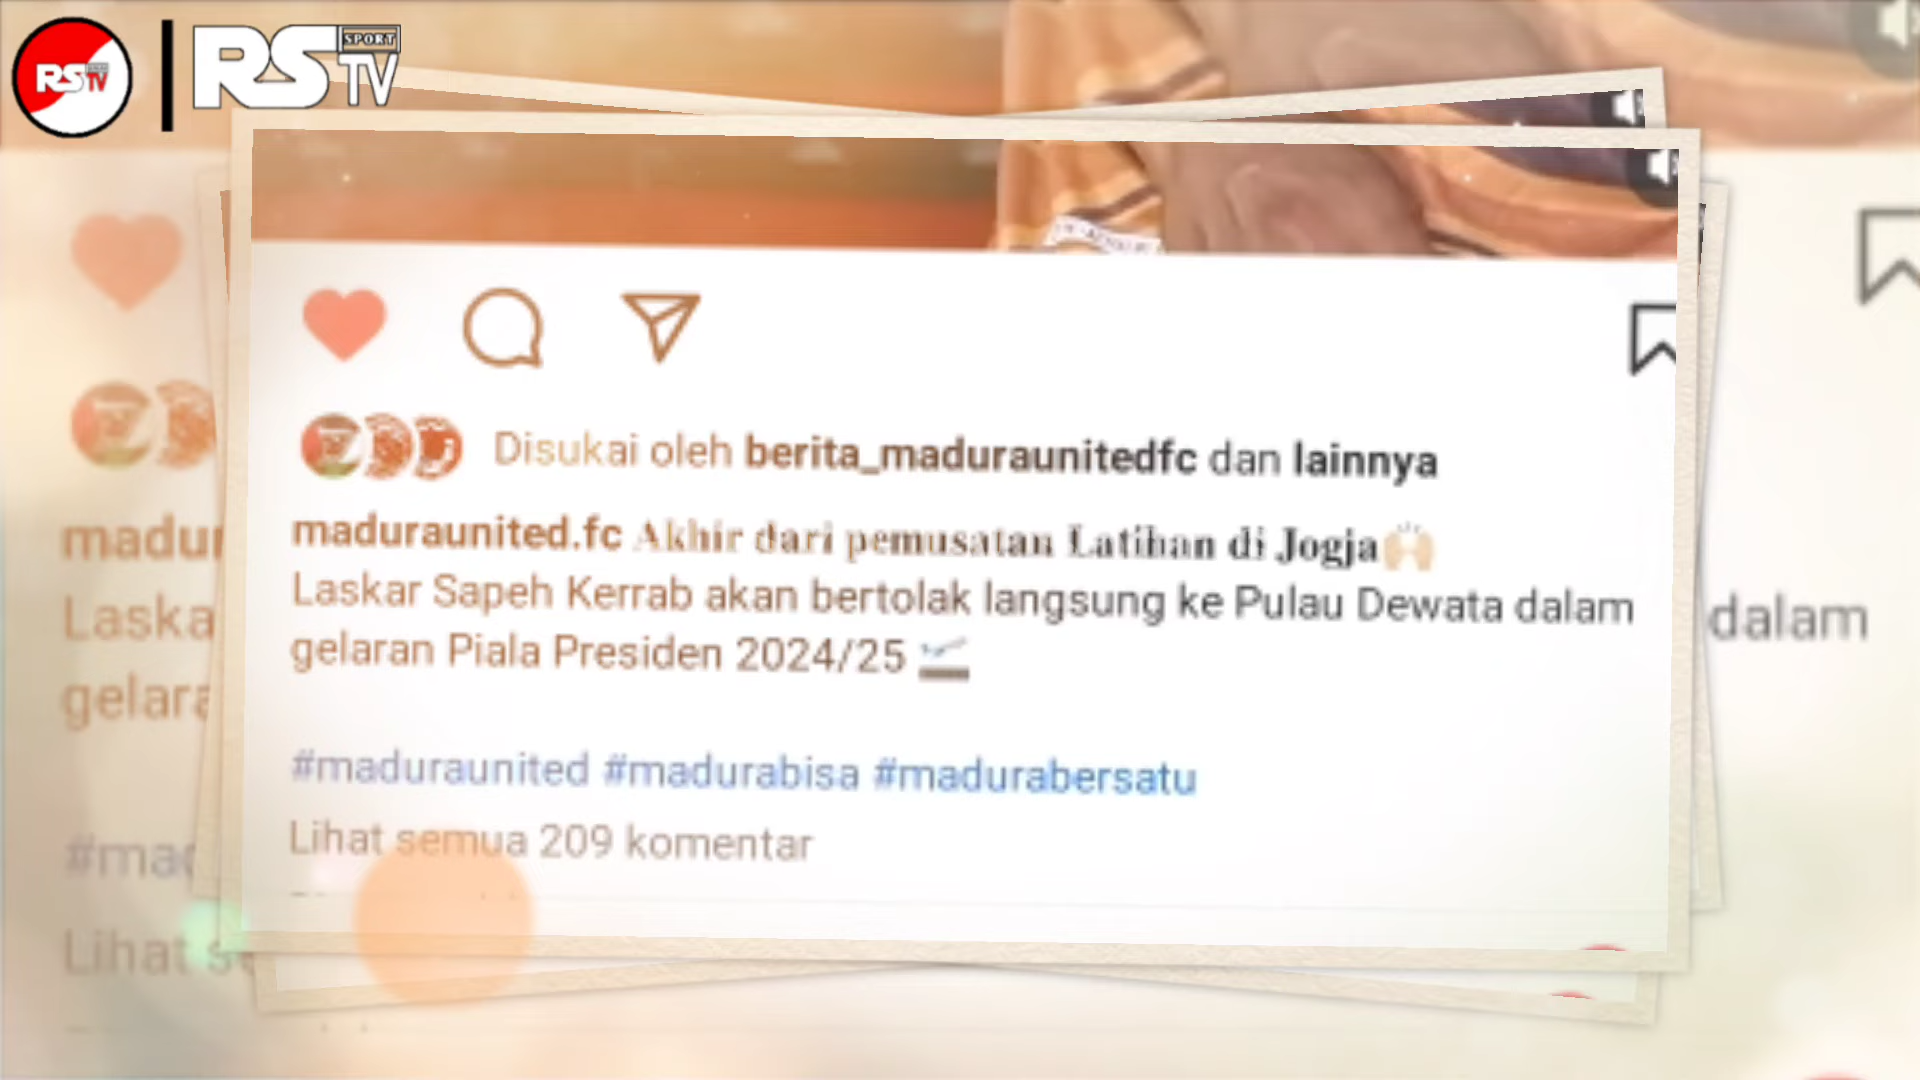 RS TV
RS SPORT TV
Disukai oleh berita_maduraunitedfc dan lainnya
maduraunited.fc Akhir dari pemusatan Latihan di Jogja🙌🏻
Laskar Sapeh Kerrab akan bertolak langsung ke Pulau Dewata dalam
gelaran Piala Presiden 2024/25 🛫
#maduraunited #madurabisa #madurabersatu
Lihat semua 209 komentar